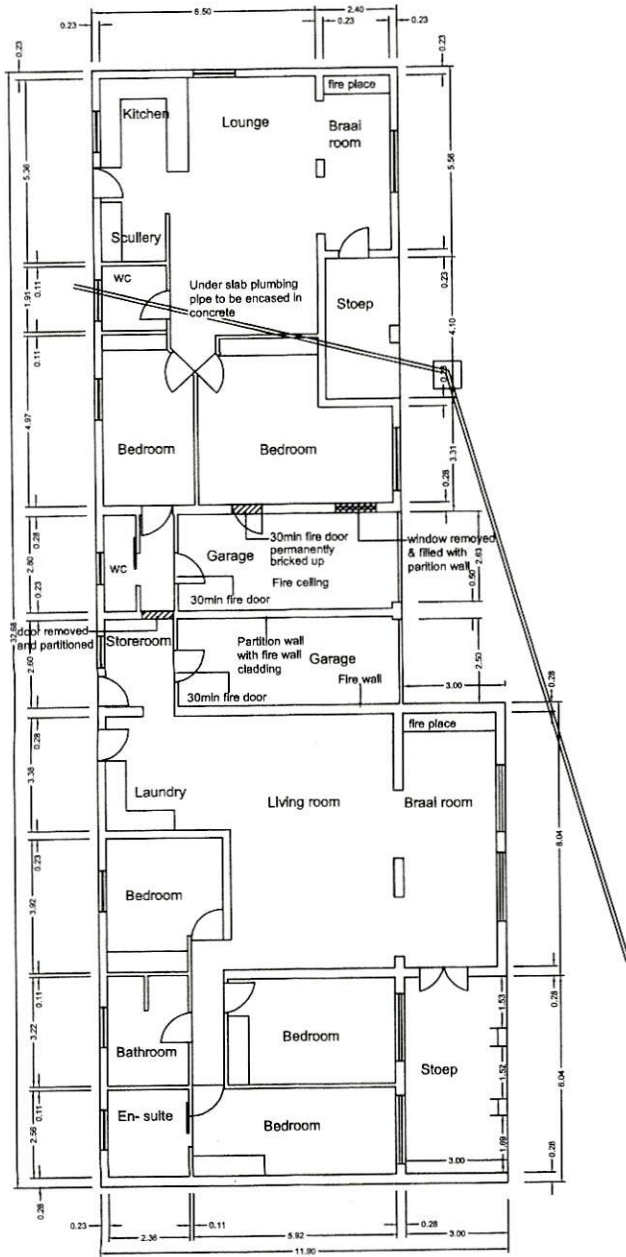 6.50
2.40
0.23
0.23
0.23
0.23
0.23
fire place
Kitchen
Lounge
Braai
room
5.36
5.56
Scullery
0.11
WC
Under slab plumbing
pipe to be encased in
concrete
Stoep
0.23
1.91
4.10
0.11
0.28
4.97
Bedroom
Bedroom
3.31
0.28
0.28
30min fire door
permanently
bricked up
window removed
& filled with
parition wall
Garage
Fire ceiling
WC
2.80
2.63
30min fire door
0.50
0.23
door removed
and partitioned
Storeroom
Partition wall
with fire wall
cladding
Garage
32.68
2.60
2.50
30min fire door
Fire wall
3.00
0.28
0.28
fire place
Laundry
Living room
Braai room
3.38
8.04
0.23
Bedroom
3.92
0.11
0.28
1.53
Bedroom
3.22
Bathroom
Stoep
1.52
6.04
0.11
En- suite
Bedroom
2.56
1.69
3.00
0.28
0.28
0.23
0.11
0.28
2.36
5.92
3.00
11.90